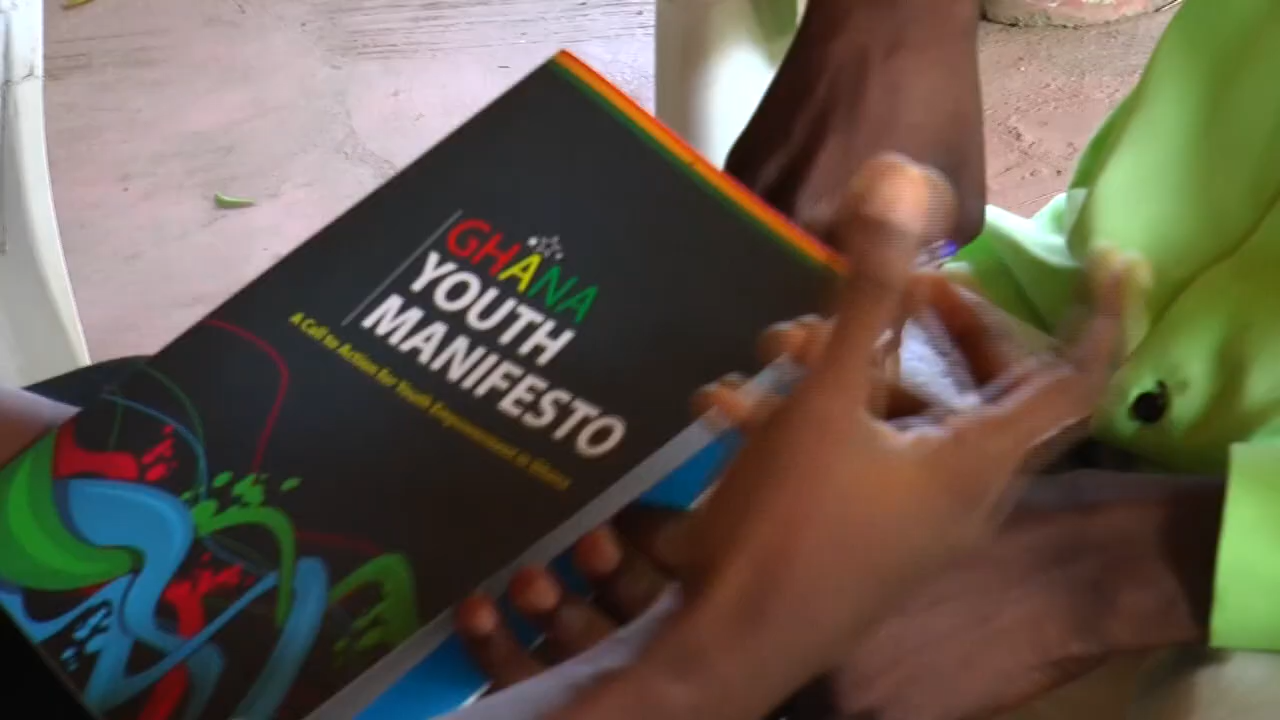 GHANA
YOUTH
MANIFESTO
A Call to Action for Youth Empowerment in Ghana